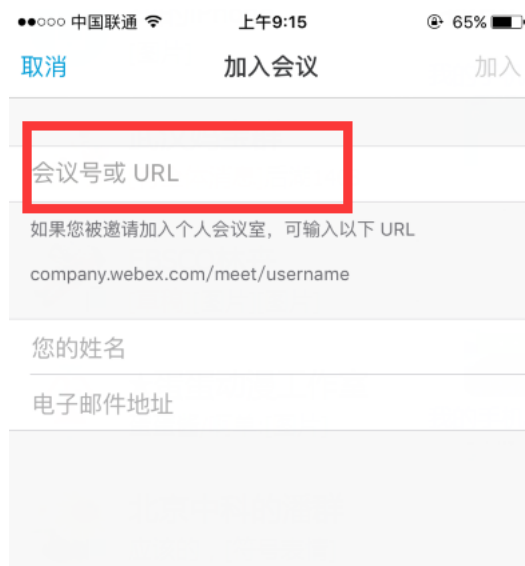 中国联通 上午9:15 65%
取消 加入会议 加入
会议号或 URL
如果您被邀请加入个人会议室，可输入以下 URL
company.webex.com/meet/username
您的姓名
电子邮件地址